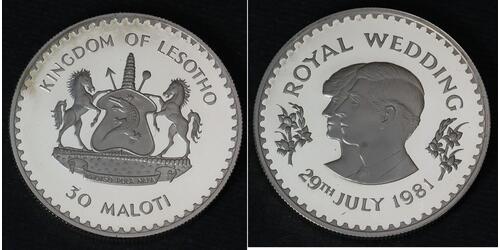 KINGDOM OF LESOTHO
30 MALOTI
ROYAL WEDDING
29TH JULY 1981